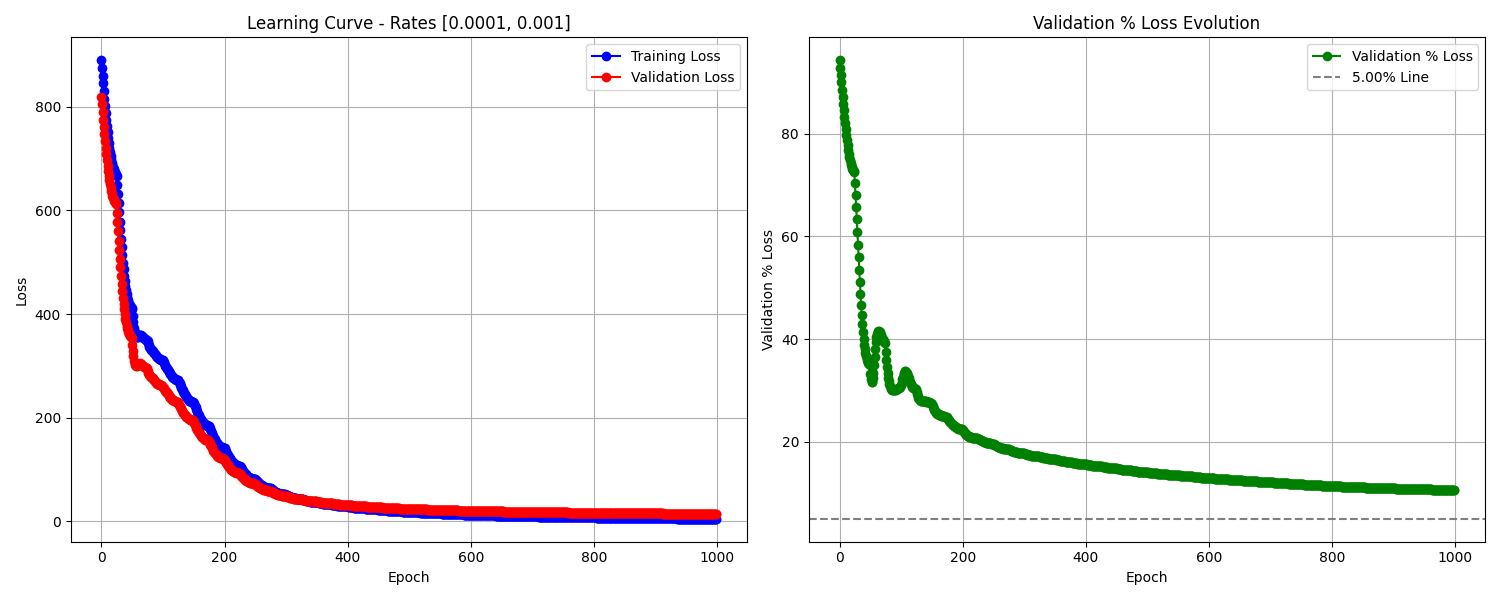 Learning Curve - Rates [0.0001, 0.001]
Loss
800
600
400
200
0
0 200 400 600 800 1000
Epoch
Training Loss
Validation Loss
Validation % Loss Evolution
Validation % Loss
80
60
40
20
0 200 400 600 800 1000
Epoch
Validation % Loss
5.00% Line